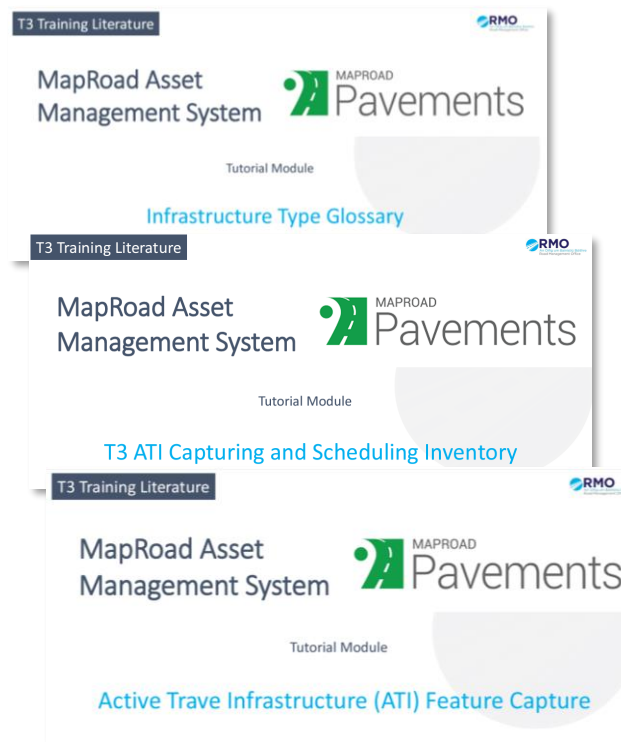 T3 Training Literature
RMO
MapRoad Asset
Management System
MAPROAD
Pavements
Tutorial Module
Infrastructure Type Glossary
T3 Training Literature
RMO
MapRoad Asset
Management System
MAPROAD
Pavements
Tutorial Module
T3 ATI Capturing and Scheduling Inventory
T3 Training Literature
RMO
MapRoad Asset
Management System
MAPROAD
Pavements
Tutorial Module
Active Trave Infrastructure (ATI) Feature Capture